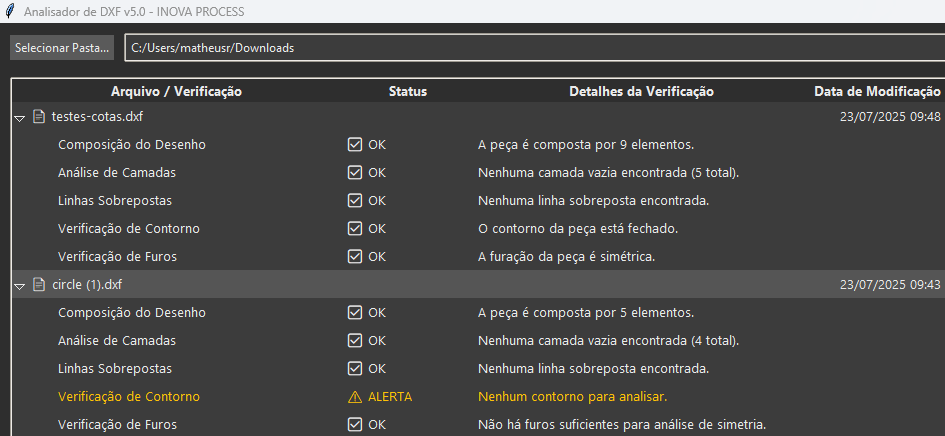 Analisador de DXF v5.0 - INOVA PROCESS
Selecionar Pasta... C:/Users/matheusr/Downloads
Arquivo / Verificação Status Detalhes da Verificação Data de Modificação
testes-cotas.dxf 23/07/2025 09:48
Composição do Desenho OK A peça é composta por 9 elementos.
Análise de Camadas OK Nenhuma camada vazia encontrada (5 total).
Linhas Sobrepostas OK Nenhuma linha sobreposta encontrada.
Verificação de Contorno OK O contorno da peça está fechado.
Verificação de Furos OK A furação da peça é simétrica.
circle (1).dxf 23/07/2025 09:43
Composição do Desenho OK A peça é composta por 5 elementos.
Análise de Camadas OK Nenhuma camada vazia encontrada (4 total).
Linhas Sobrepostas OK Nenhuma linha sobreposta encontrada.
Verificação de Contorno ALERTA Nenhum contorno para analisar.
Verificação de Furos OK Não há furos suficientes para análise de simetria.